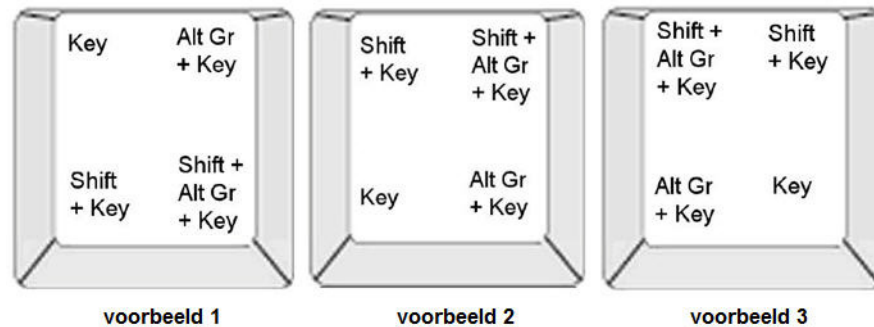 Key
Alt Gr
+ Key
Shift
+ Key
Shift +
Alt Gr
+ Key
Shift
+ Key
Shift +
Alt Gr
+ Key
Key
Alt Gr
+ Key
Shift +
Alt Gr
+ Key
Shift
+ Key
Alt Gr
+ Key
Key
voorbeeld 1
voorbeeld 2
voorbeeld 3